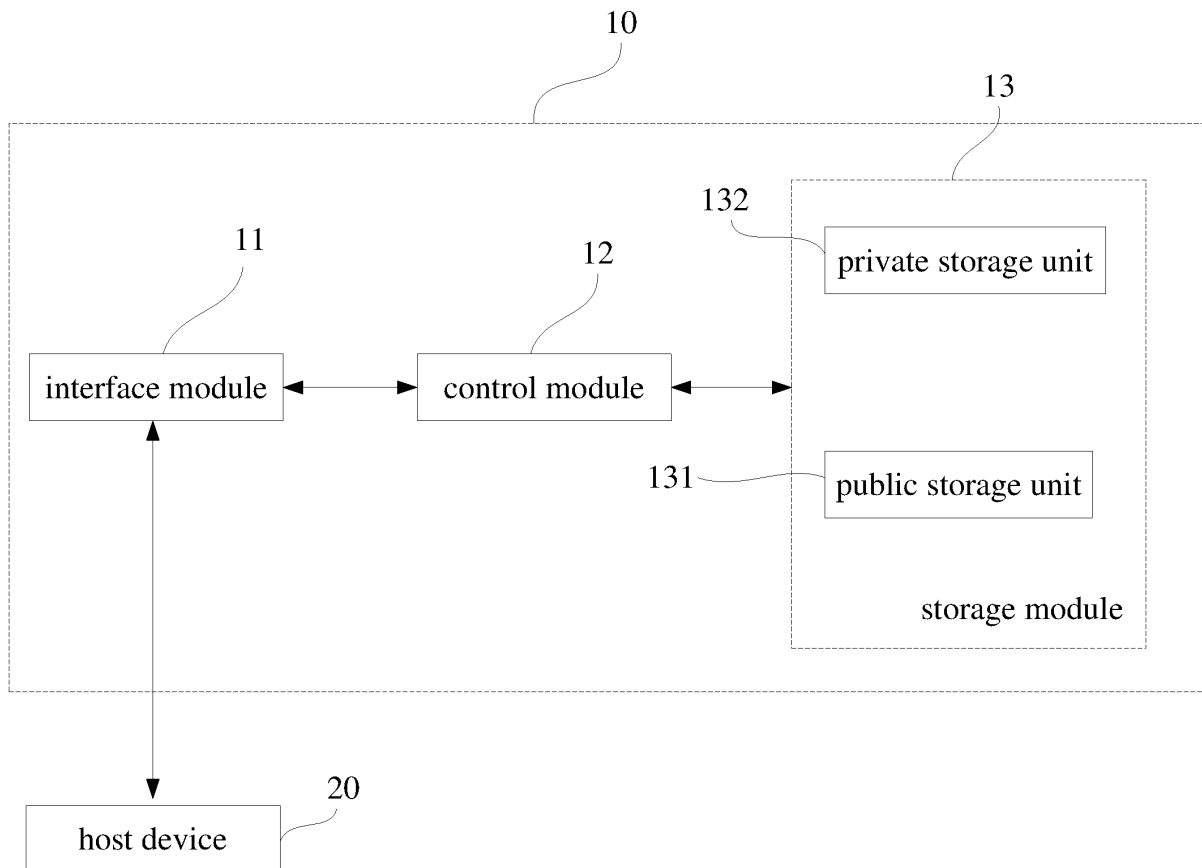 10
13
132
private storage unit
11
12
interface module
control module
131
public storage unit
storage module
20
host device